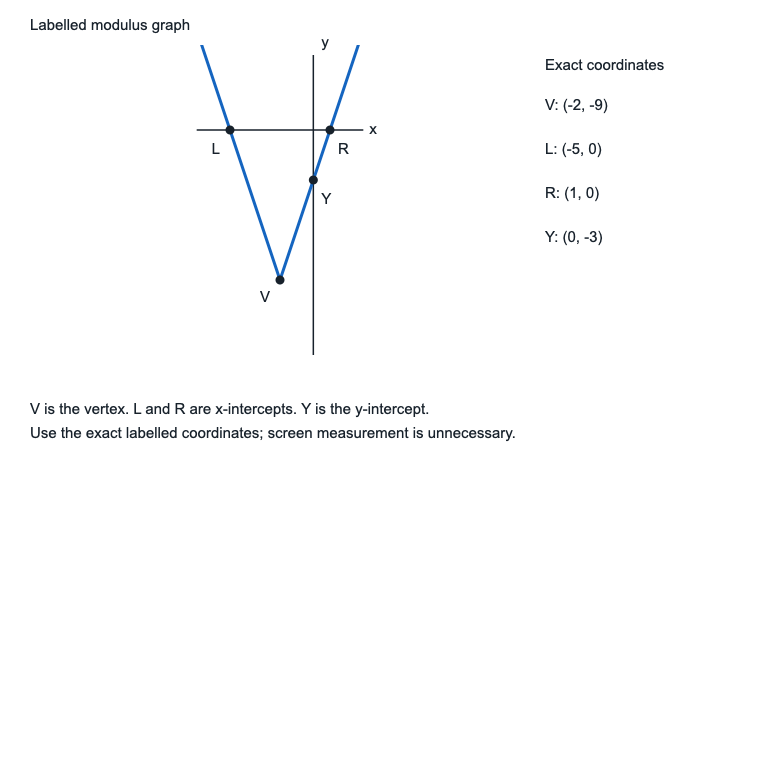 Labelled modulus graph
y
x
L
R
Y
V
Exact coordinates
V: (-2, -9)
L: (-5, 0)
R: (1, 0)
Y: (0, -3)
V is the vertex. L and R are x-intercepts. Y is the y-intercept.
Use the exact labelled coordinates; screen measurement is unnecessary.